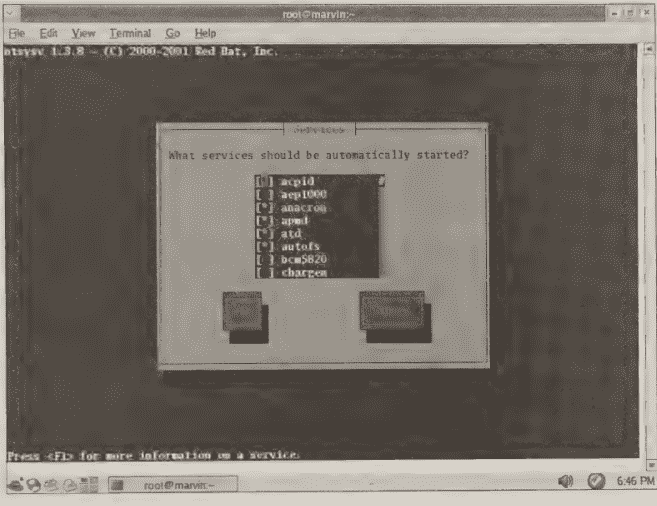 root@marvin:~
File Edit View Terminal Go Help
ntsysv 1.3.8 - (C) 2000-2001 Red Hat, Inc.
Services
What services should be automatically started?
[*] acpid
[ ] aep1000
[*] anacron
[*] apmd
[*] atd
[*] autofs
[ ] bcm5820
[ ] chargen
Press <F1> for more information on a service.
root@marvin:~
6:46 PM